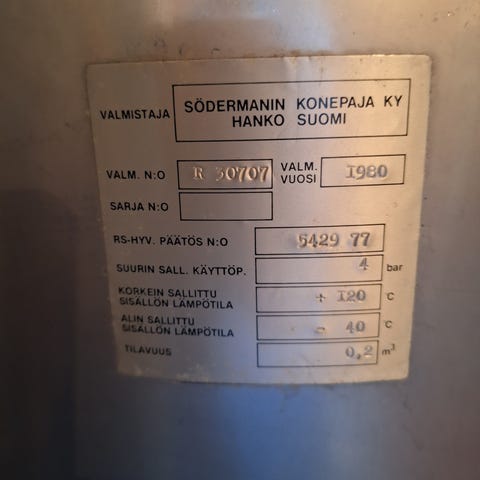 VALMISTAJA SÖDERMANIN KONEPAJA KY
HANKO SUOMI
VALM. N:O R 30707 VALM. VUOSI 1980
SARJA N:O
RS-HYV. PÄÄTÖS N:O 5429 77
SUURIN SALL. KÄYTTÖP. 4 bar
KORKEIN SALLITTU
SISÄLLÖN LÄMPÖTILA + 120 °C
ALIN SALLITTU
SISÄLLÖN LÄMPÖTILA - 40 °C
TILAVUUS 0,2 m³